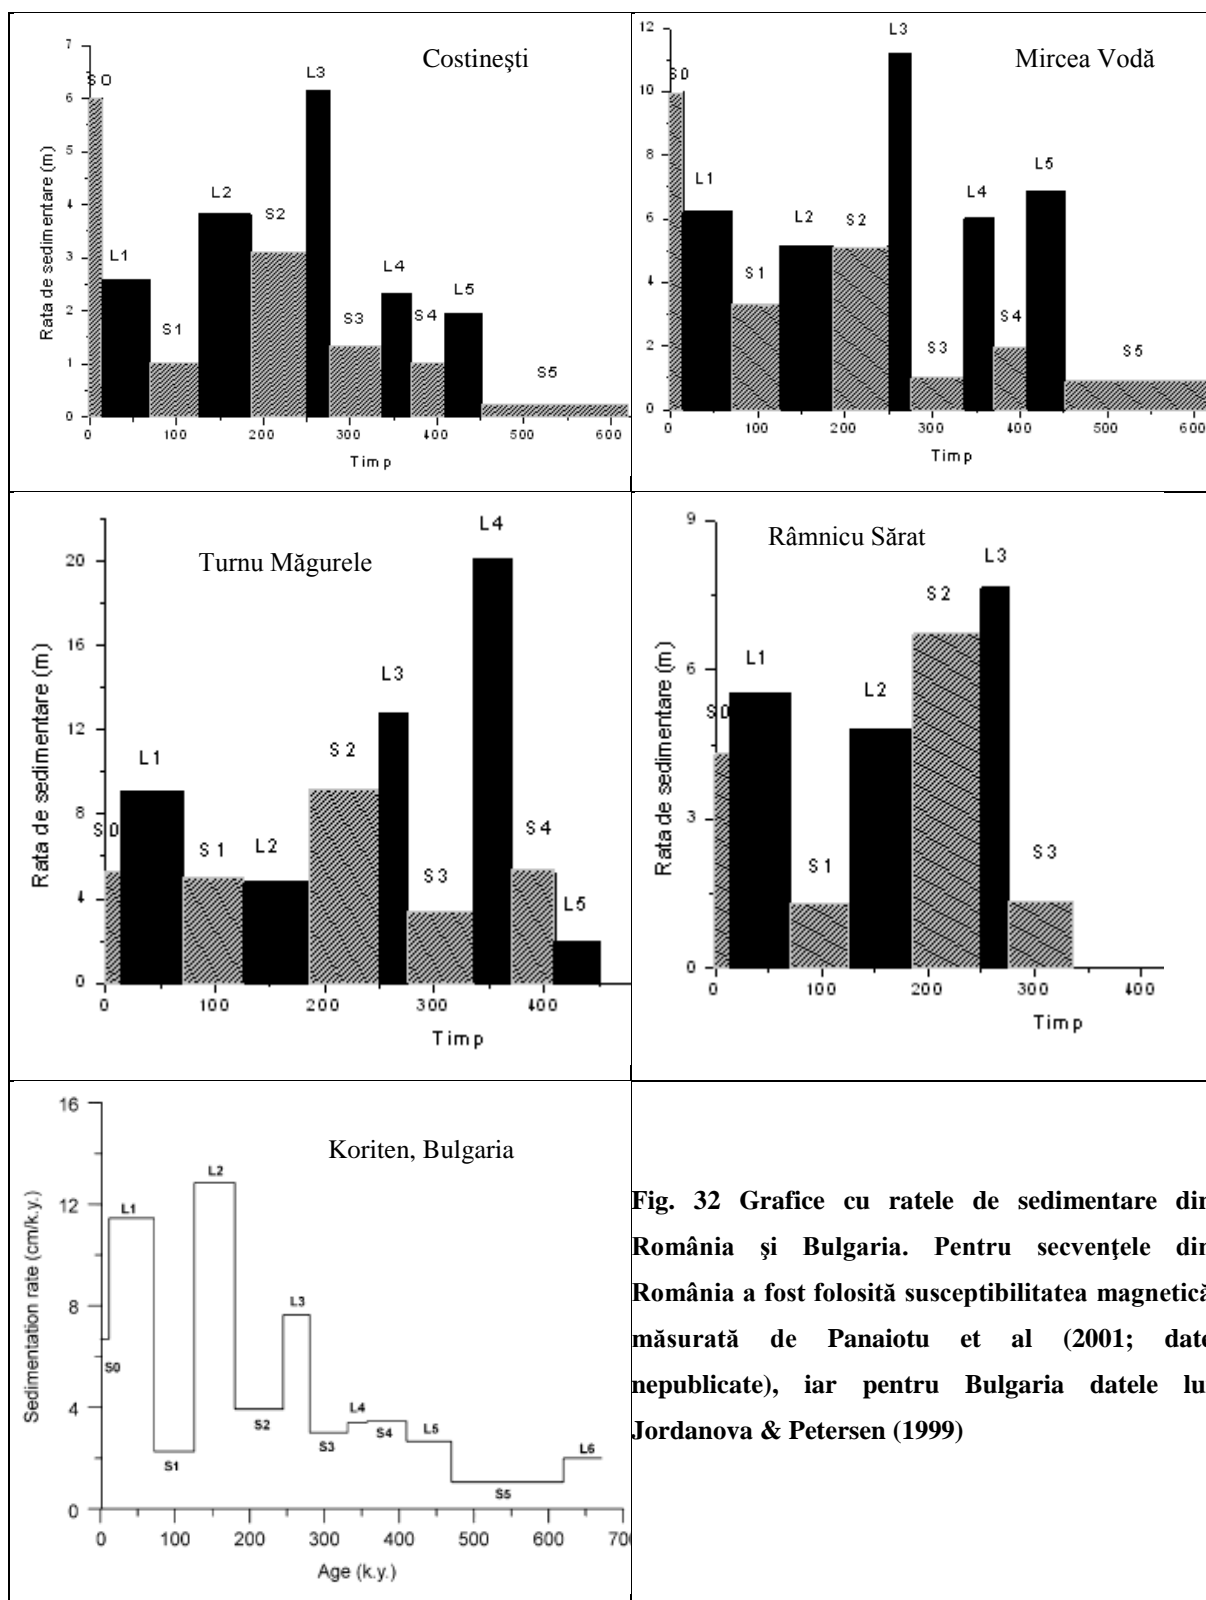 Costineşti
Rata de sedimentare (m)
7
6
5
4
3
2
1
0
S0
L1
S1
L2
S2
L3
S3
L4
S4
L5
S5
0 100 200 300 400 500 600
Timp
Mircea Vodă
12
10
8
6
4
2
0
S0
L1
S1
L2
S2
L3
S3
L4
S4
L5
S5
0 100 200 300 400 500 600
Timp
Turnu Măgurele
Rata de sedimentare (m)
20
16
12
8
4
0
S0
L1
S1
L2
S2
L3
S3
L4
S4
L5
0 100 200 300 400
Timp
Râmnicu Sărat
Rata de sedimentare (m)
9
6
3
0
S0
L1
S1
L2
S2
L3
S3
0 100 200 300 400
Timp
Koriten, Bulgaria
Sedimentation rate (cm/k.y.)
16
12
8
4
0
S0
L1
S1
L2
S2
L3
S3
L4
S4
L5
S5
L6
0 100 200 300 400 500 600 700
Age (k.y.)
Fig. 32 Grafice cu ratele de sedimentare din
România şi Bulgaria. Pentru secvenţele din
România a fost folosită susceptibilitatea magnetică
măsurată de Panaiotu et al (2001; date
nepublicate), iar pentru Bulgaria datele lui
Jordanova & Petersen (1999)